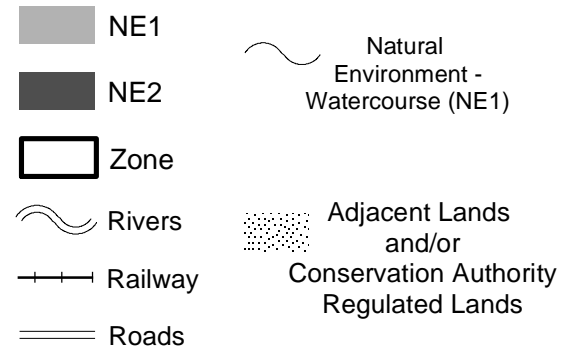 NE1
NE2
Zone
Rivers
Railway
Roads
Natural
Environment -
Watercourse (NE1)
Adjacent Lands
and/or
Conservation Authority
Regulated Lands